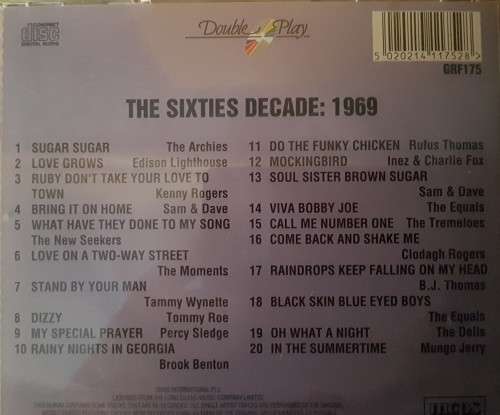 COMPACT
disc
DIGITAL AUDIO
Double Play
5 020214 117528 >
GRF175
THE SIXTIES DECADE: 1969
1 SUGAR SUGAR The Archies
2 LOVE GROWS Edison Lighthouse
3 RUBY DON'T TAKE YOUR LOVE TO
TOWN Kenny Rogers
4 BRING IT ON HOME Sam & Dave
5 WHAT HAVE THEY DONE TO MY SONG
The New Seekers
6 LOVE ON A TWO-WAY STREET
The Moments
7 STAND BY YOUR MAN
Tammy Wynette
8 DIZZY Tommy Roe
9 MY SPECIAL PRAYER Percy Sledge
10 RAINY NIGHTS IN GEORGIA
Brook Benton
11 DO THE FUNKY CHICKEN Rufus Thomas
12 MOCKINGBIRD Inez & Charlie Fox
13 SOUL SISTER BROWN SUGAR
Sam & Dave
14 VIVA BOBBY JOE The Equals
15 CALL ME NUMBER ONE The Tremeloes
16 COME BACK AND SHAKE ME
Clodagh Rogers
17 RAINDROPS KEEP FALLING ON MY HEAD
B.J. Thomas
18 BLACK SKIN BLUE EYED BOYS
The Equals
19 OH WHAT A NIGHT The Dells
20 IN THE SUMMERTIME Mungo Jerry